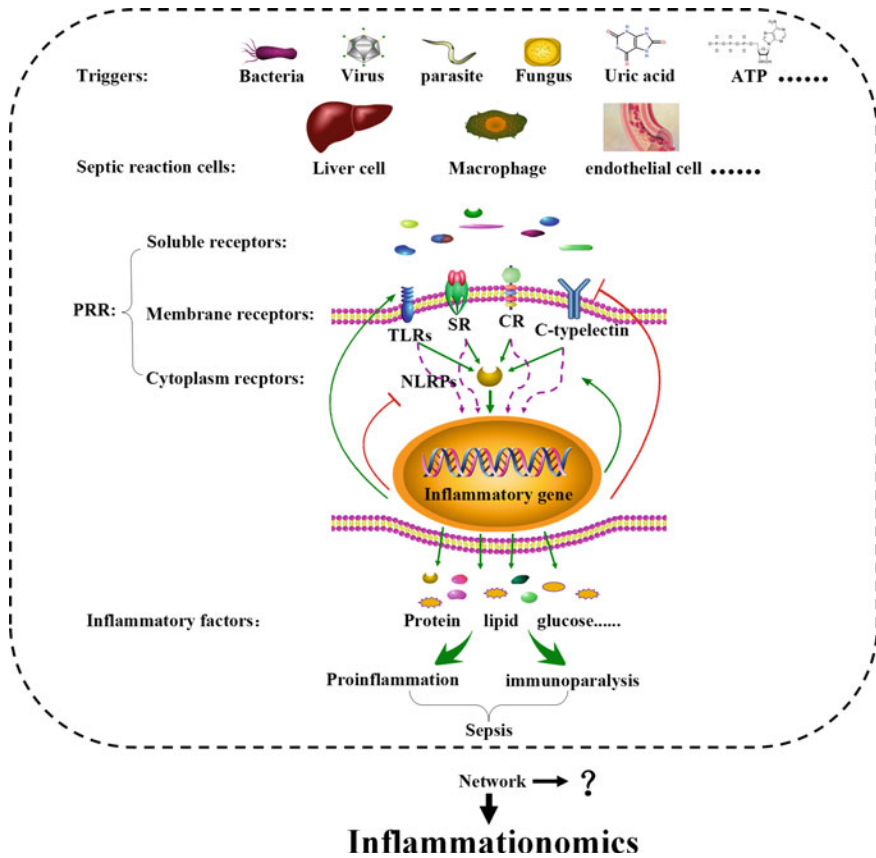 Triggers: Bacteria Virus parasite Fungus Uric acid ATP ......
Septic reaction cells: Liver cell Macrophage endothelial cell ......
Soluble receptors:
PRR:
Membrane receptors:
TLRs SR CR C-typelectin
Cytoplasm recptors: NLRPs
Inflammatory gene
Inflammatory factors: Protein lipid glucose......
Proinflammation immunoparalysis
Sepsis
Network ?
Inflammationomics